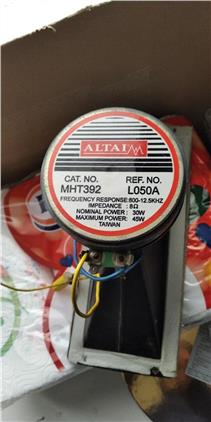 ALTAI
CAT. NO. REF. NO.
MHT392 L050A
FREQUENCY RESPONSE:800-12.5KHZ
IMPEDANCE : 8Ω
NOMINAL POWER : 30W
MAXIMUM POWER : 45W
TAIWAN